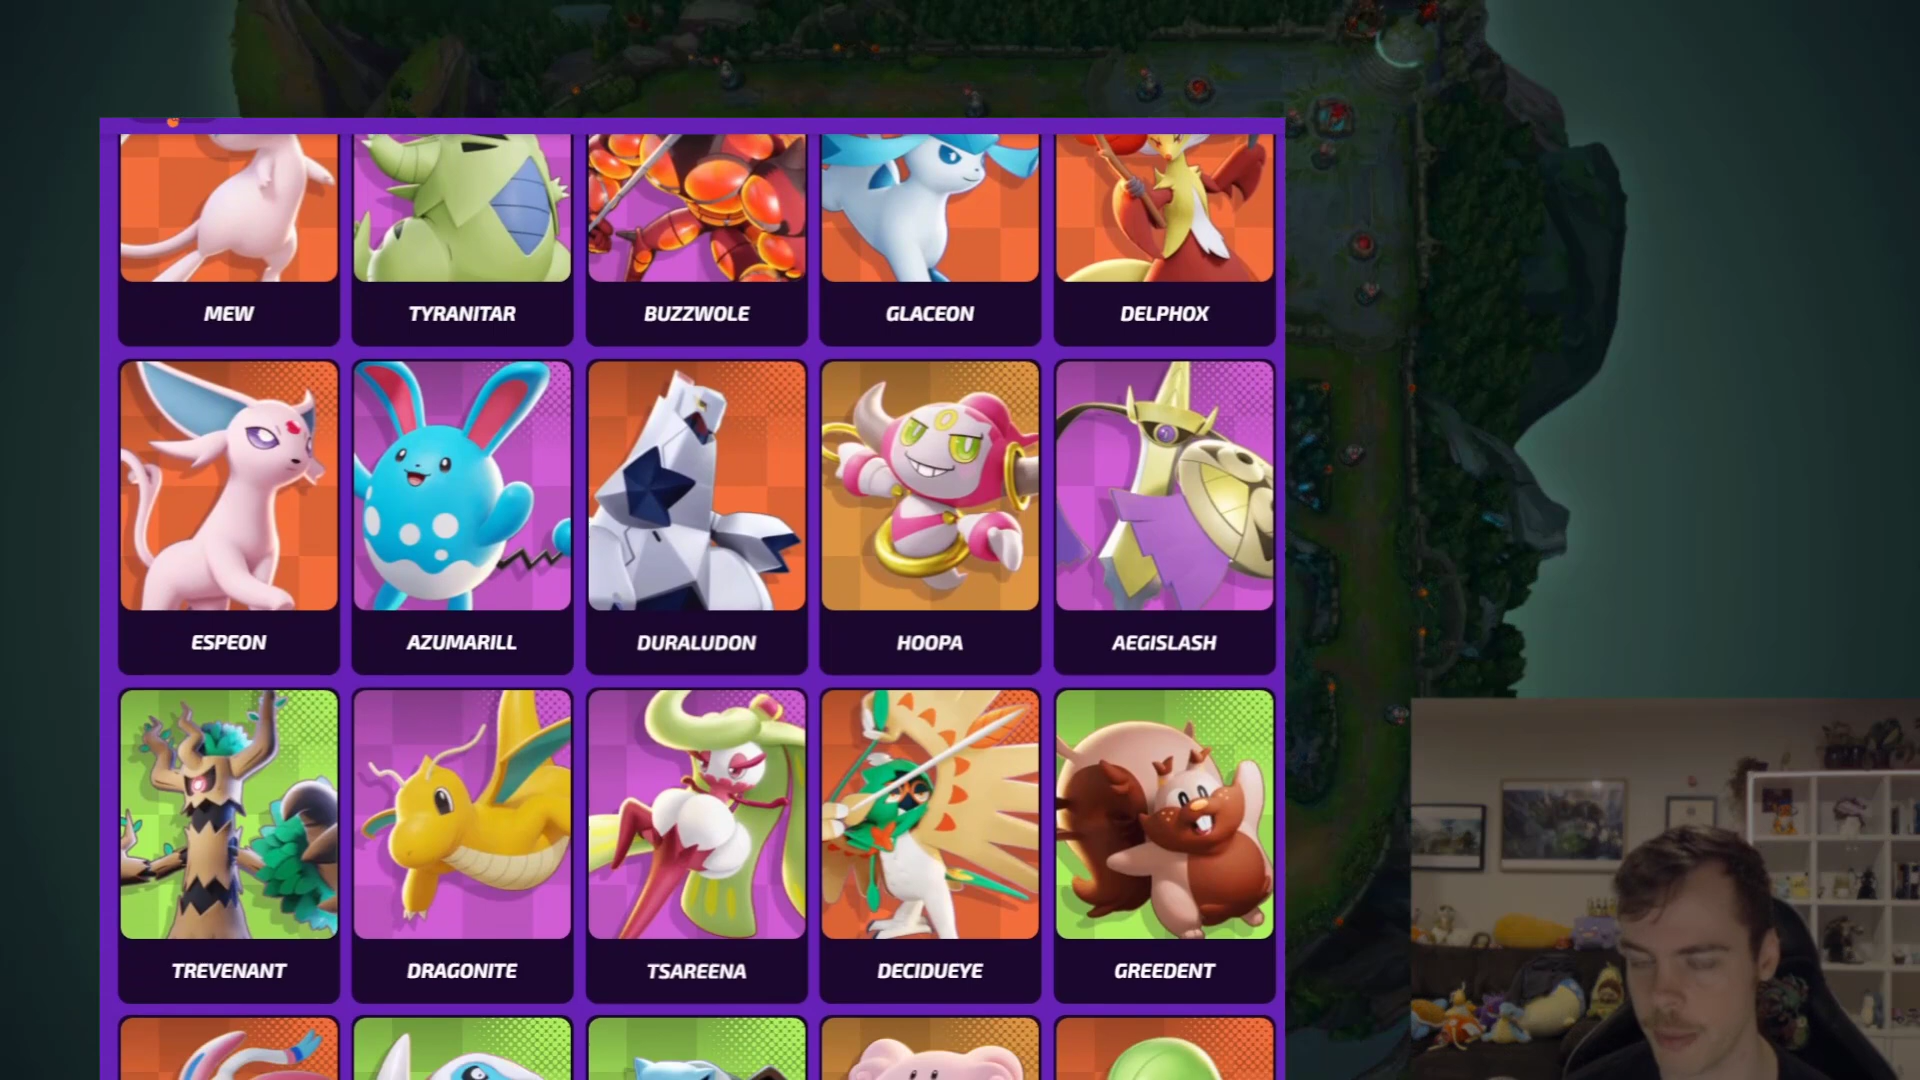 MEW
TYRANITAR
BUZZWOLE
GLACEON
DELPHOX
ESPEON
AZUMARILL
DURALUDON
HOOPA
AEGISLASH
TREVENANT
DRAGONITE
TSAREENA
DECIDUEYE
GREEDENT